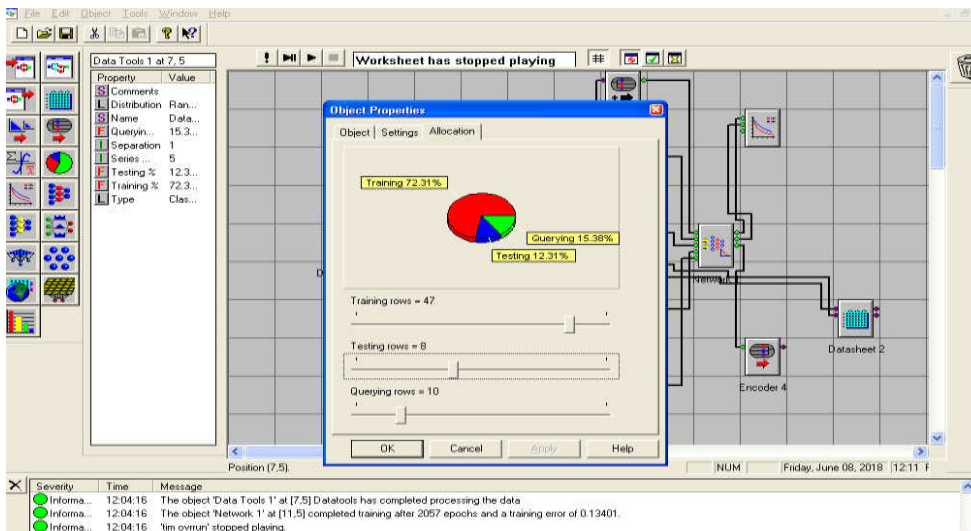 File Edit Object Tools Window Help
Data Tools 1 at 7, 5
Worksheet has stopped playing
Property Value
S Comments
L Distribution Ran...
S Name Data...
F Queryin... 15.3...
I Separation 1
I Series ... 5
F Testing % 12.3...
F Training % 72.3...
L Type Clas...
Object Properties
Object Settings Allocation
Training 72.31%
Querying 15.38%
Testing 12.31%
Training rows = 47
Testing rows = 8
Querying rows = 10
OK Cancel Apply Help
Network
Datasheet 2
Encoder 4
Position (7,5).
NUM Friday, June 08, 2018 12:11
Severity Time Message
Informa... 12:04:16 The object 'Data Tools 1' at [7,5] Datatools has completed processing the data
Informa... 12:04:16 The object 'Network 1' at [11,5] completed training after 2057 epochs and a training error of 0.13401.
Informa... 12:04:16 'tim ovrrun' stopped playing.